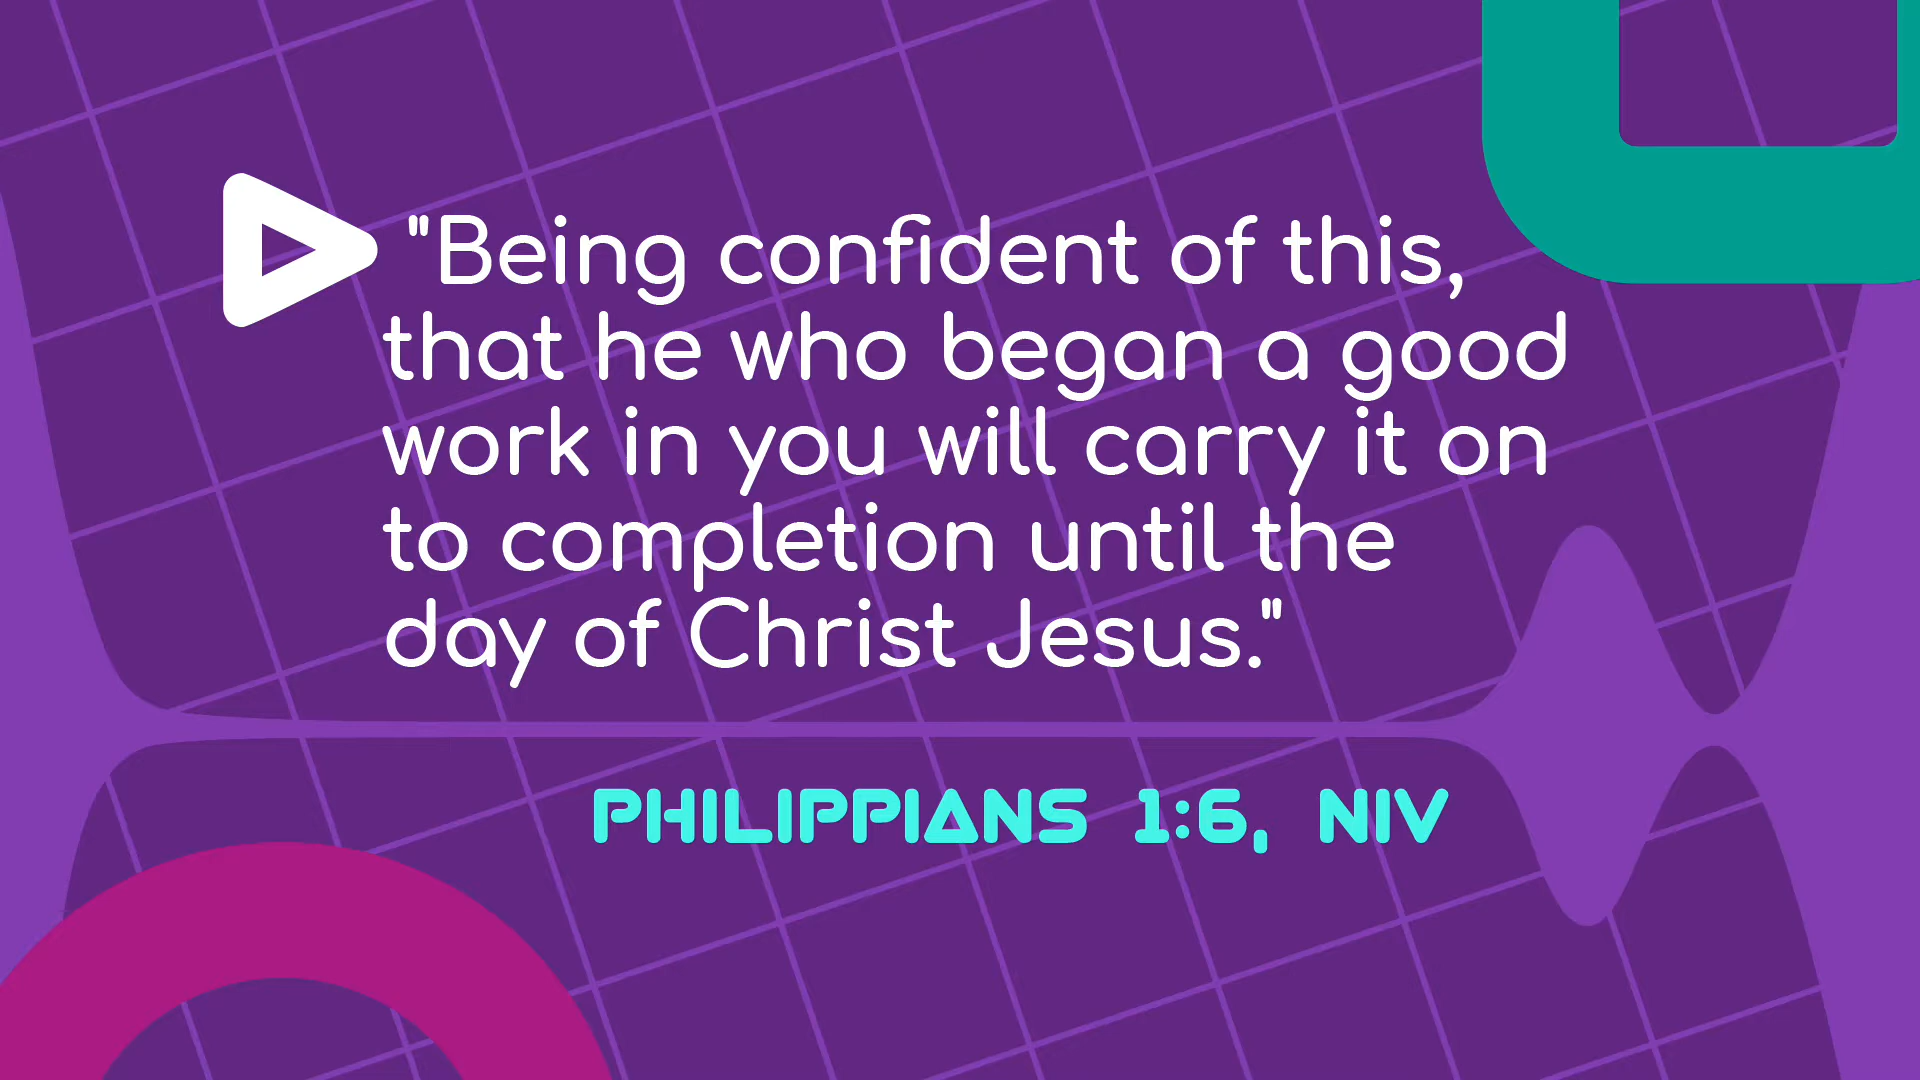 "Being confident of this,
that he who began a good
work in you will carry it on
to completion until the
day of Christ Jesus."
PHILIPPIANS 1:6, NIV